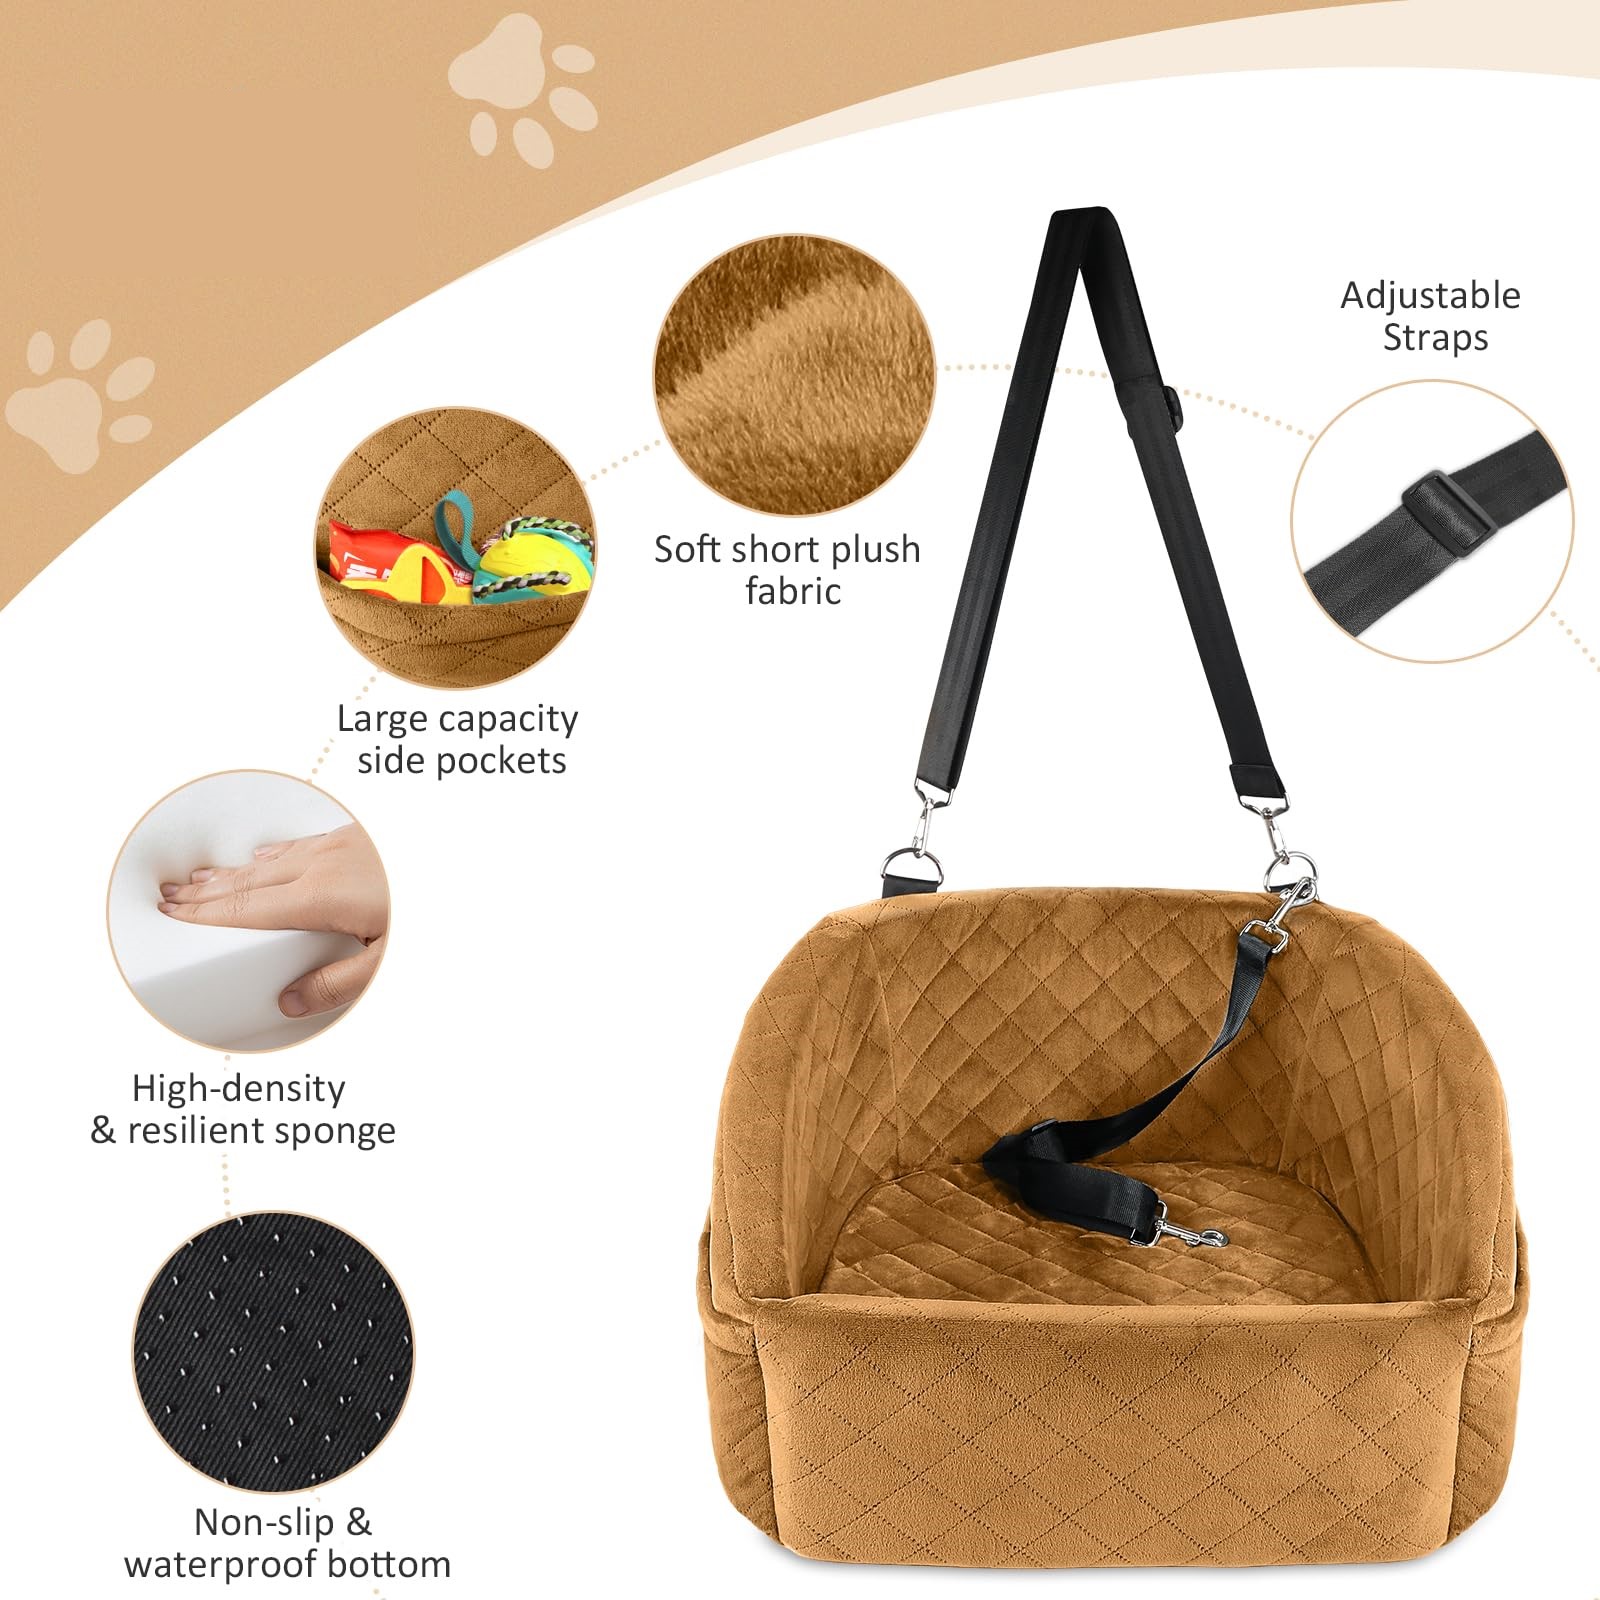 Adjustable
Straps
Soft short plush
fabric
Large capacity
side pockets
High-density
& resilient sponge
Non-slip &
waterproof bottom